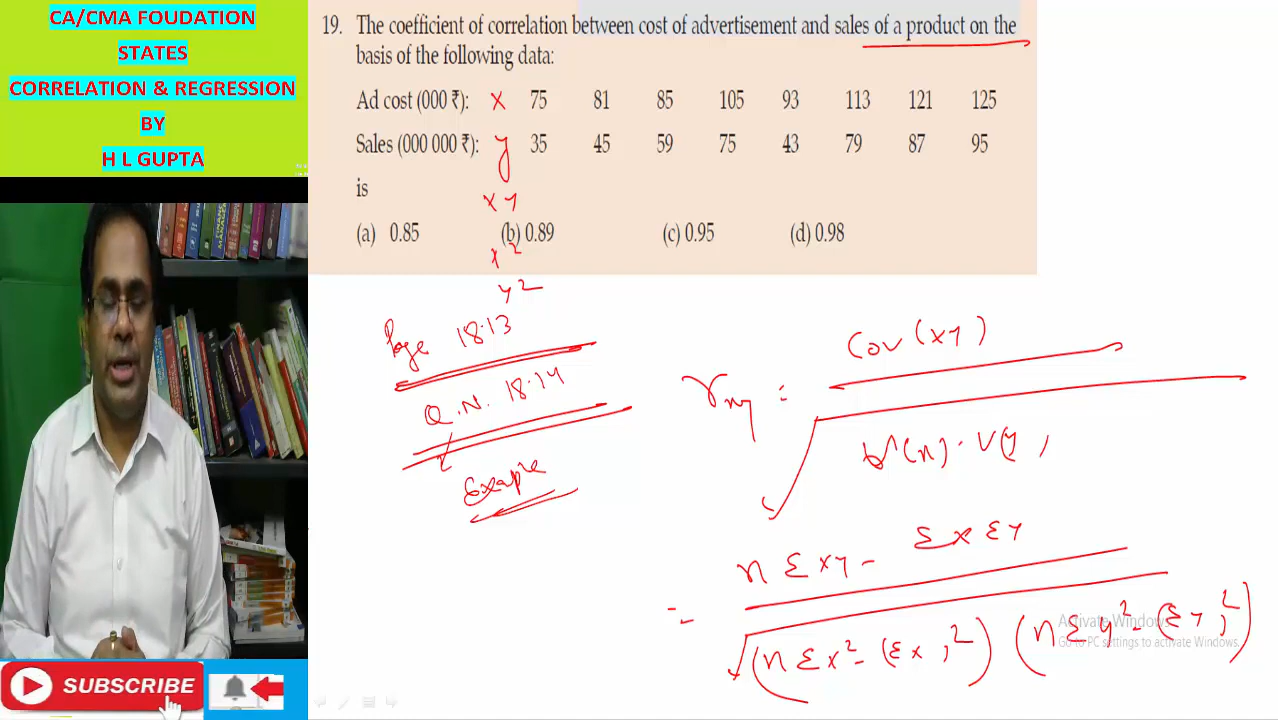 CA/CMA FOUDATION
STATES
CORRELATION & REGRESSION
BY
H L GUPTA
19. The coefficient of correlation between cost of advertisement and sales of a product on the
basis of the following data:
Ad cost (000 ₹): x 75 81 85 105 93 113 121 125
Sales (000 000 ₹): y 35 45 59 75 43 79 87 95
is
xy
(a) 0.85 (b) 0.89 (c) 0.95 (d) 0.98
x²
y²
Page 18.13
Q.N. 18.14
Cov (xy)
r xy =
V(x) . V(y)
= n Σxy - Σx Σy
√(n Σx² - (Σx)²) (n Σy² - (Σy)²)
Activate Windows
Go to PC settings to activate Windows.
SUBSCRIBE